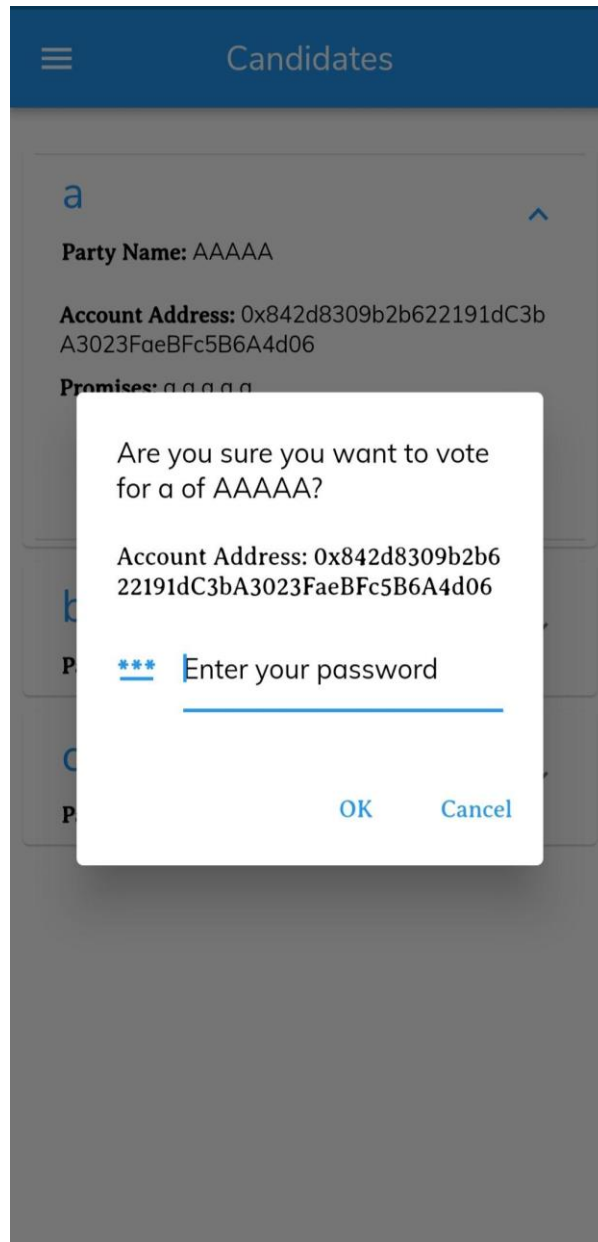 Candidates
a
Party Name: AAAAA
Account Address: 0x842d8309b2b622191dC3b
A3023FaeBFc5B6A4d06
Promises: a a a a a
Are you sure you want to vote
for a of AAAAA?
Account Address: 0x842d8309b2b6
22191dC3bA3023FaeBFc5B6A4d06
b
P
*** Enter your password
P
OK Cancel